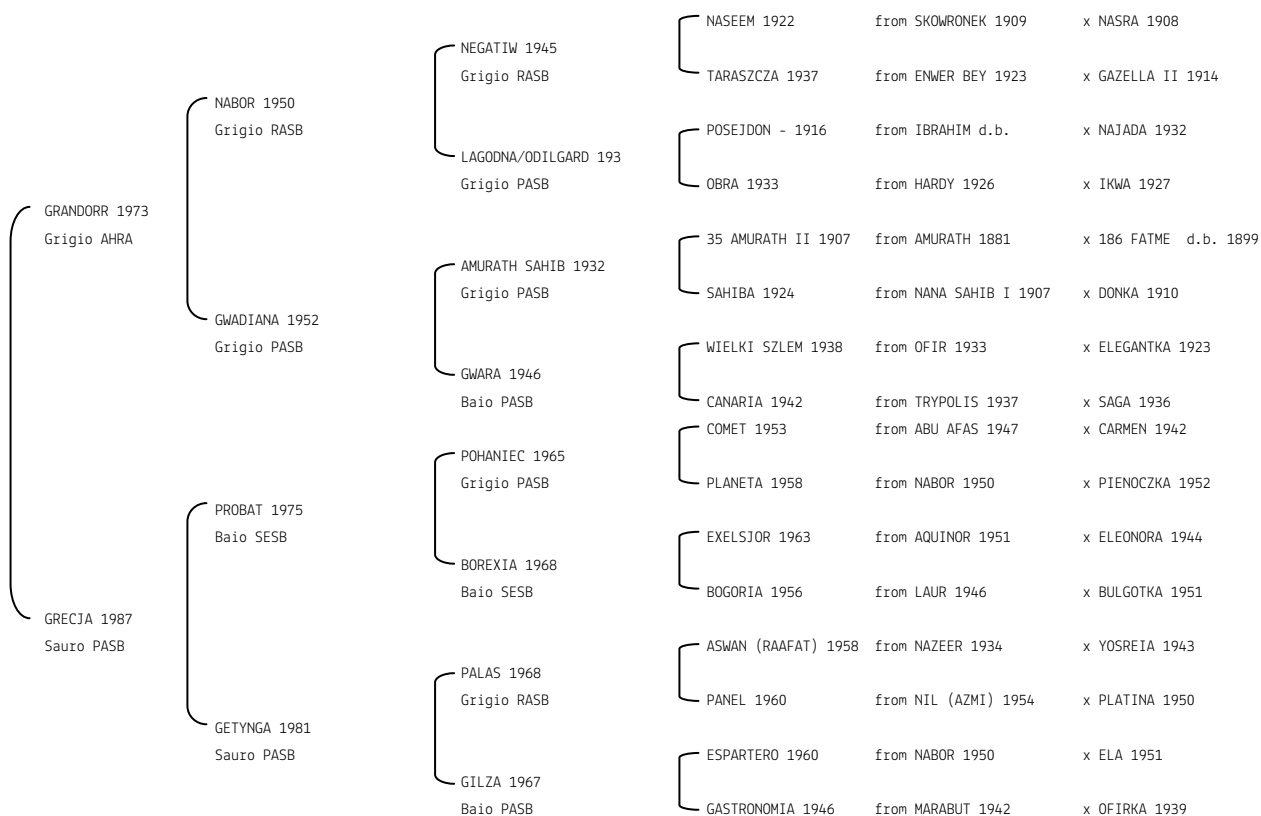 NASEEM 1922 from SKOWRONEK 1909 x NASRA 1908
NEGATIW 1945
Grigio RASB
TARASZCZA 1937 from ENWER BEY 1923 x GAZELLA II 1914
NABOR 1950
Grigio RASB
POSEJDON - 1916 from IBRAHIM d.b. x NAJADA 1932
LAGODNA/ODILGARD 193
Grigio PASB
OBRA 1933 from HARDY 1926 x IKWA 1927
GRANDORR 1973
Grigio AHRA
35 AMURATH II 1907 from AMURATH 1881 x 186 FATME d.b. 1899
AMURATH SAHIB 1932
Grigio PASB
SAHIBA 1924 from NANA SAHIB I 1907 x DONKA 1910
GWADIANA 1952
Grigio PASB
WIELKI SZLEM 1938 from OFIR 1933 x ELEGANTKA 1923
GWARA 1946
Baio PASB
CANARIA 1942 from TRYPOLIS 1937 x SAGA 1936
COMET 1953 from ABU AFAS 1947 x CARMEN 1942
POHANIEC 1965
Grigio PASB
PLANETA 1958 from NABOR 1950 x PIENOCZKA 1952
PROBAT 1975
Baio SESB
EXELSJOR 1963 from AQUINOR 1951 x ELEONORA 1944
BOREXIA 1968
Baio SESB
BOGORIA 1956 from LAUR 1946 x BULGOTKA 1951
GRECJA 1987
Sauro PASB
ASWAN (RAAFAT) 1958 from NAZEER 1934 x YOSREIA 1943
PALAS 1968
Grigio RASB
PANEL 1960 from NIL (AZMI) 1954 x PLATINA 1950
GETYNGA 1981
Sauro PASB
ESPARTERO 1960 from NABOR 1950 x ELA 1951
GILZA 1967
Baio PASB
GASTRONOMIA 1946 from MARABUT 1942 x OFIRKA 1939